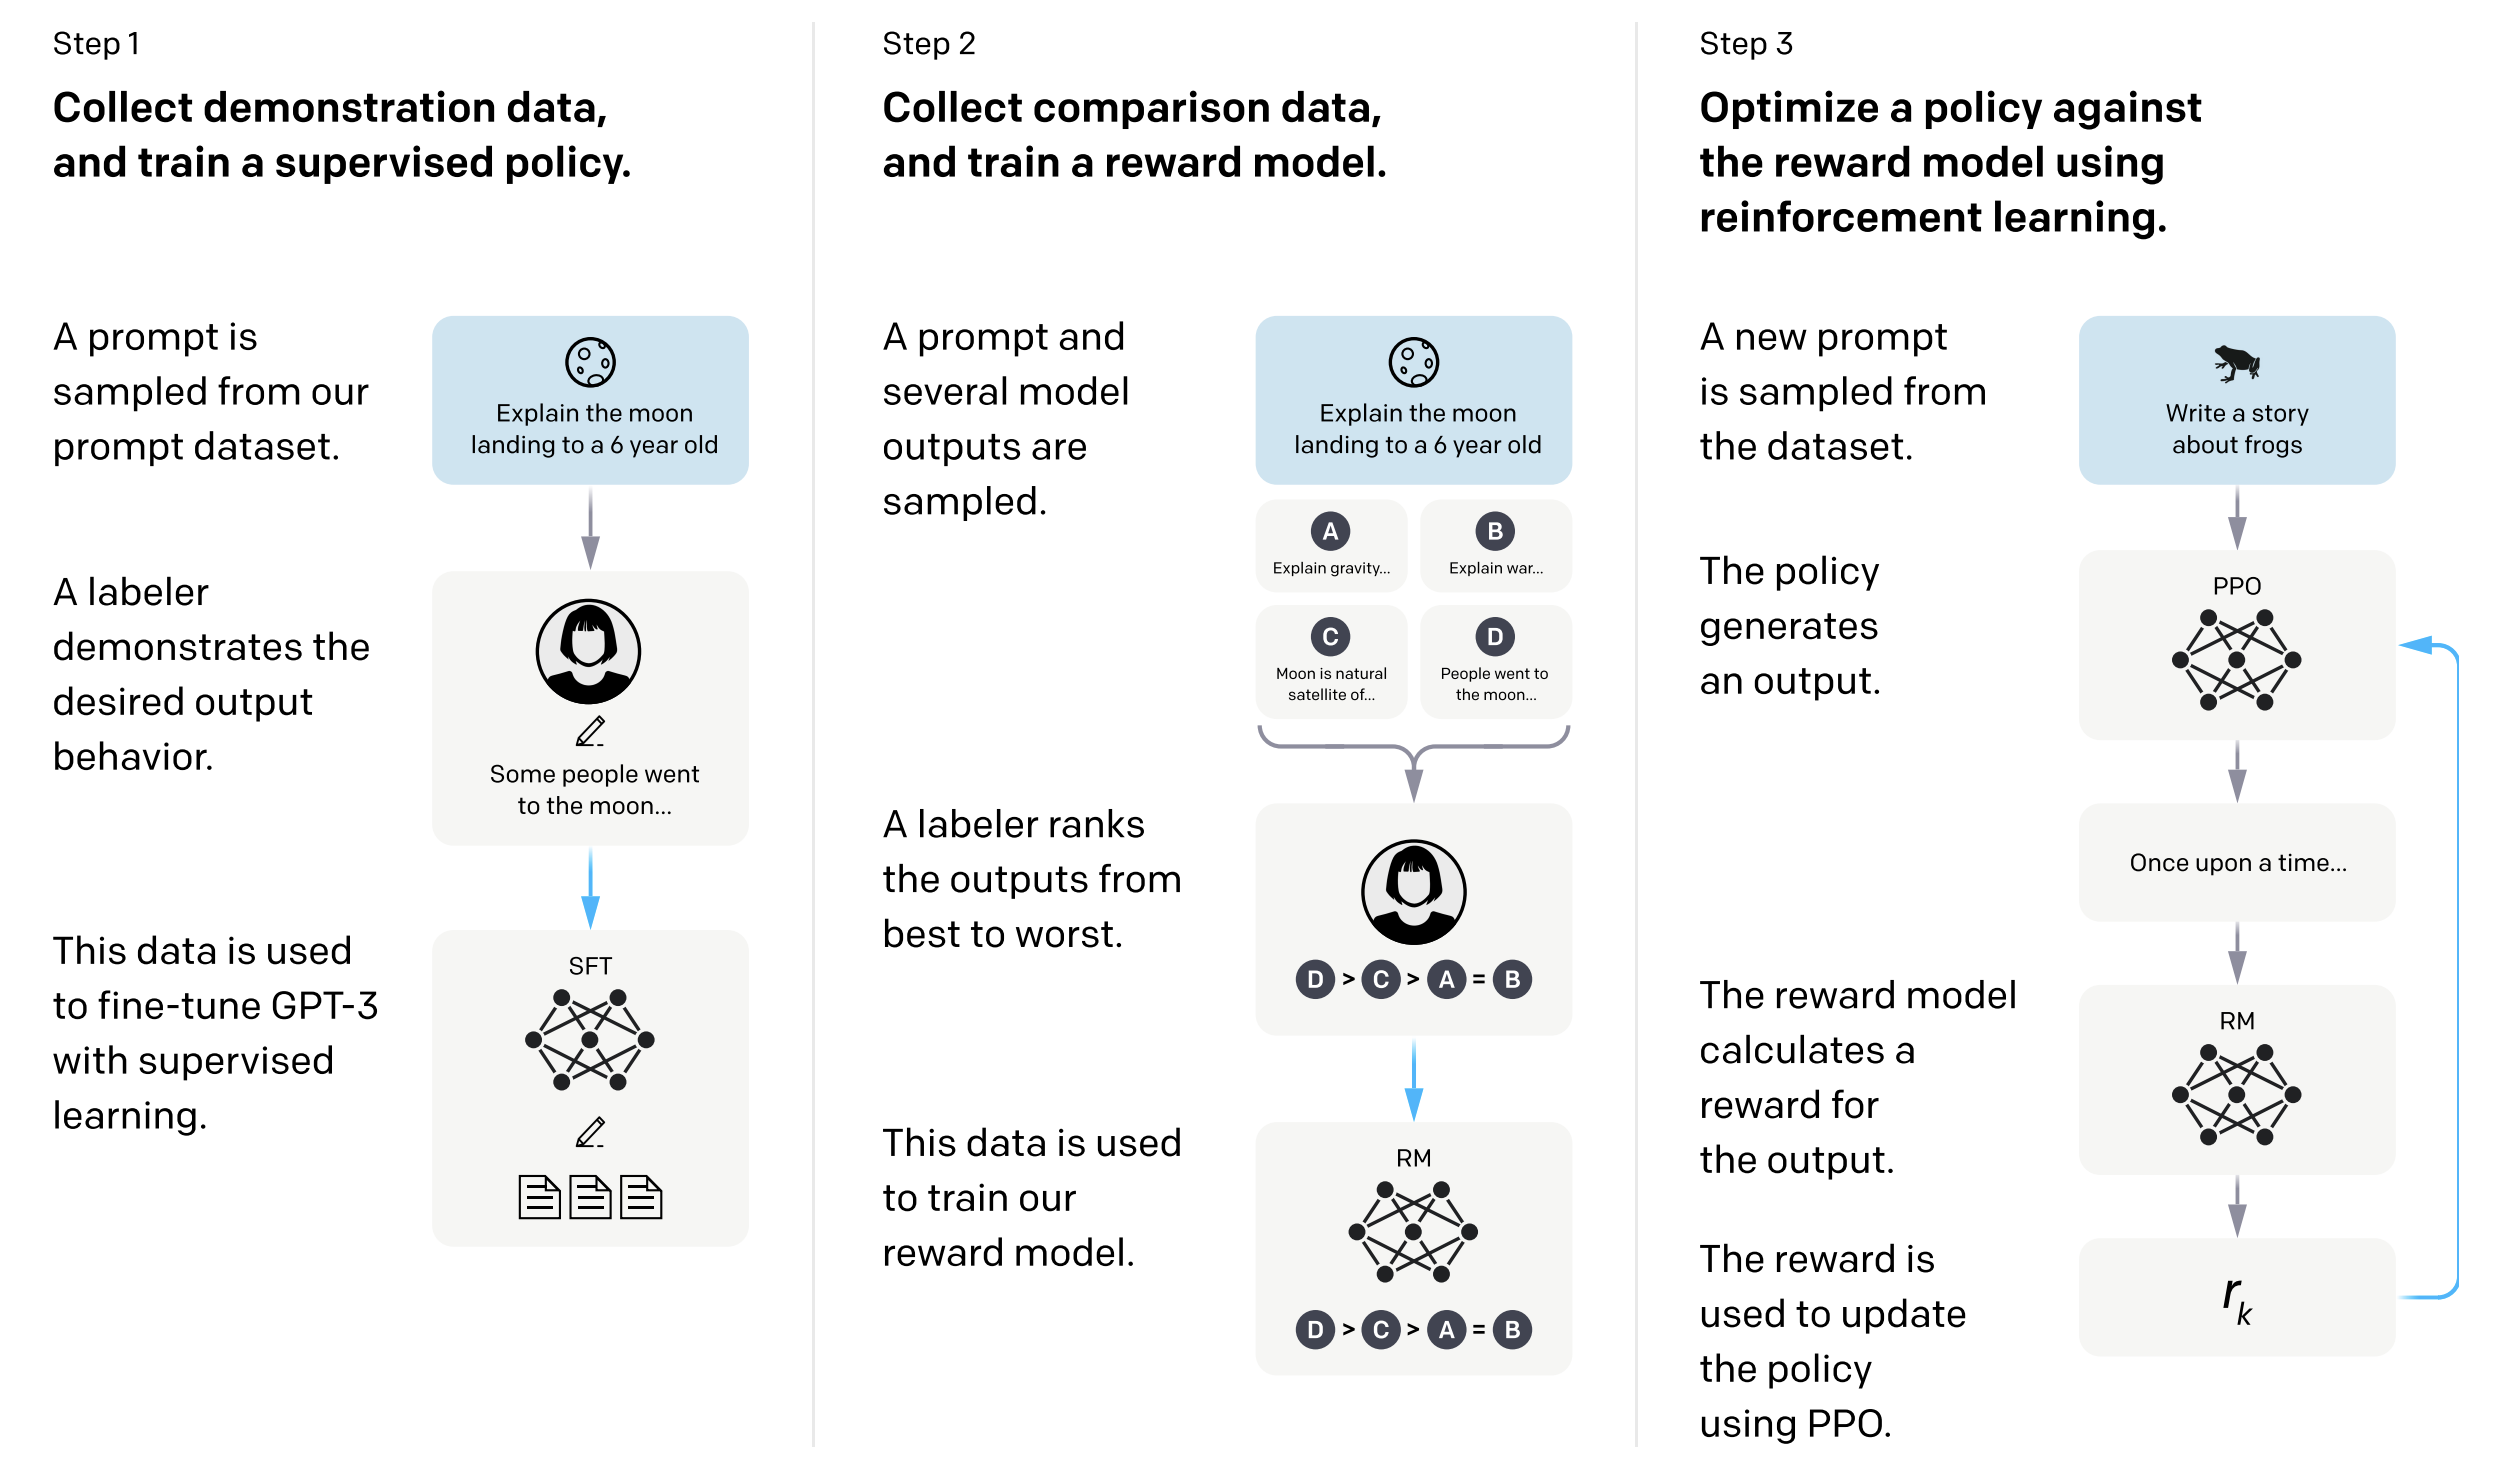 Step 1
Collect demonstration data,
and train a supervised policy.
A prompt is
sampled from our
prompt dataset.
Explain the moon
landing to a 6 year old
A labeler
demonstrates the
desired output
behavior.
Some people went
to the moon...
This data is used
to fine-tune GPT-3
with supervised
learning.
SFT
Step 2
Collect comparison data,
and train a reward model.
A prompt and
several model
outputs are
sampled.
Explain the moon
landing to a 6 year old
A
Explain gravity...
B
Explain war...
C
Moon is natural
satellite of...
D
People went to
the moon...
A labeler ranks
the outputs from
best to worst.
D > C > A = B
This data is used
to train our
reward model.
RM
D > C > A = B
Step 3
Optimize a policy against
the reward model using
reinforcement learning.
A new prompt
is sampled from
the dataset.
Write a story
about frogs
The policy
generates
an output.
PPO
Once upon a time...
The reward model
calculates a
reward for
the output.
RM
The reward is
used to update
the policy
using PPO.
rk